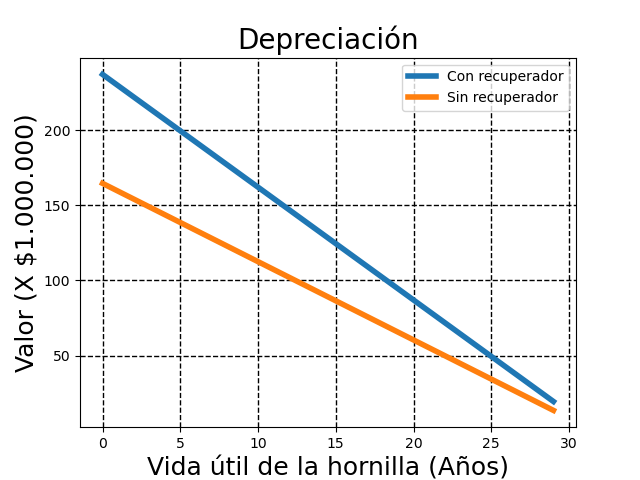 Depreciación
Con recuperador
Sin recuperador
Valor (X $1.000.000)
200
150
100
50
0 5 10 15 20 25 30
Vida útil de la hornilla (Años)